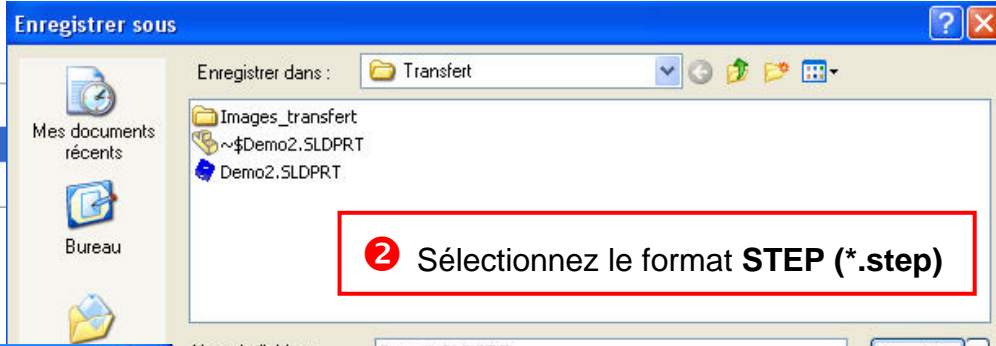 Enregistrer sous
Enregistrer dans :
Transfert
Mes documents
récents
Bureau
Images_transfert
~$Demo2.SLDPRT
Demo2.SLDPRT
❷ Sélectionnez le format STEP (*.step)